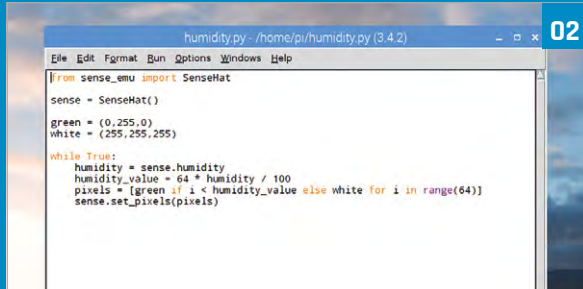 humidity.py - /home/pi/humidity.py (3.4.2)
02
File Edit Format Run Options Windows Help
from sense_emu import SenseHat
sense = SenseHat()
green = (0,255,0)
white = (255,255,255)
while True:
    humidity = sense.humidity
    humidity_value = 64 * humidity / 100
    pixels = [green if i < humidity_value else white for i in range(64)]
    sense.set_pixels(pixels)